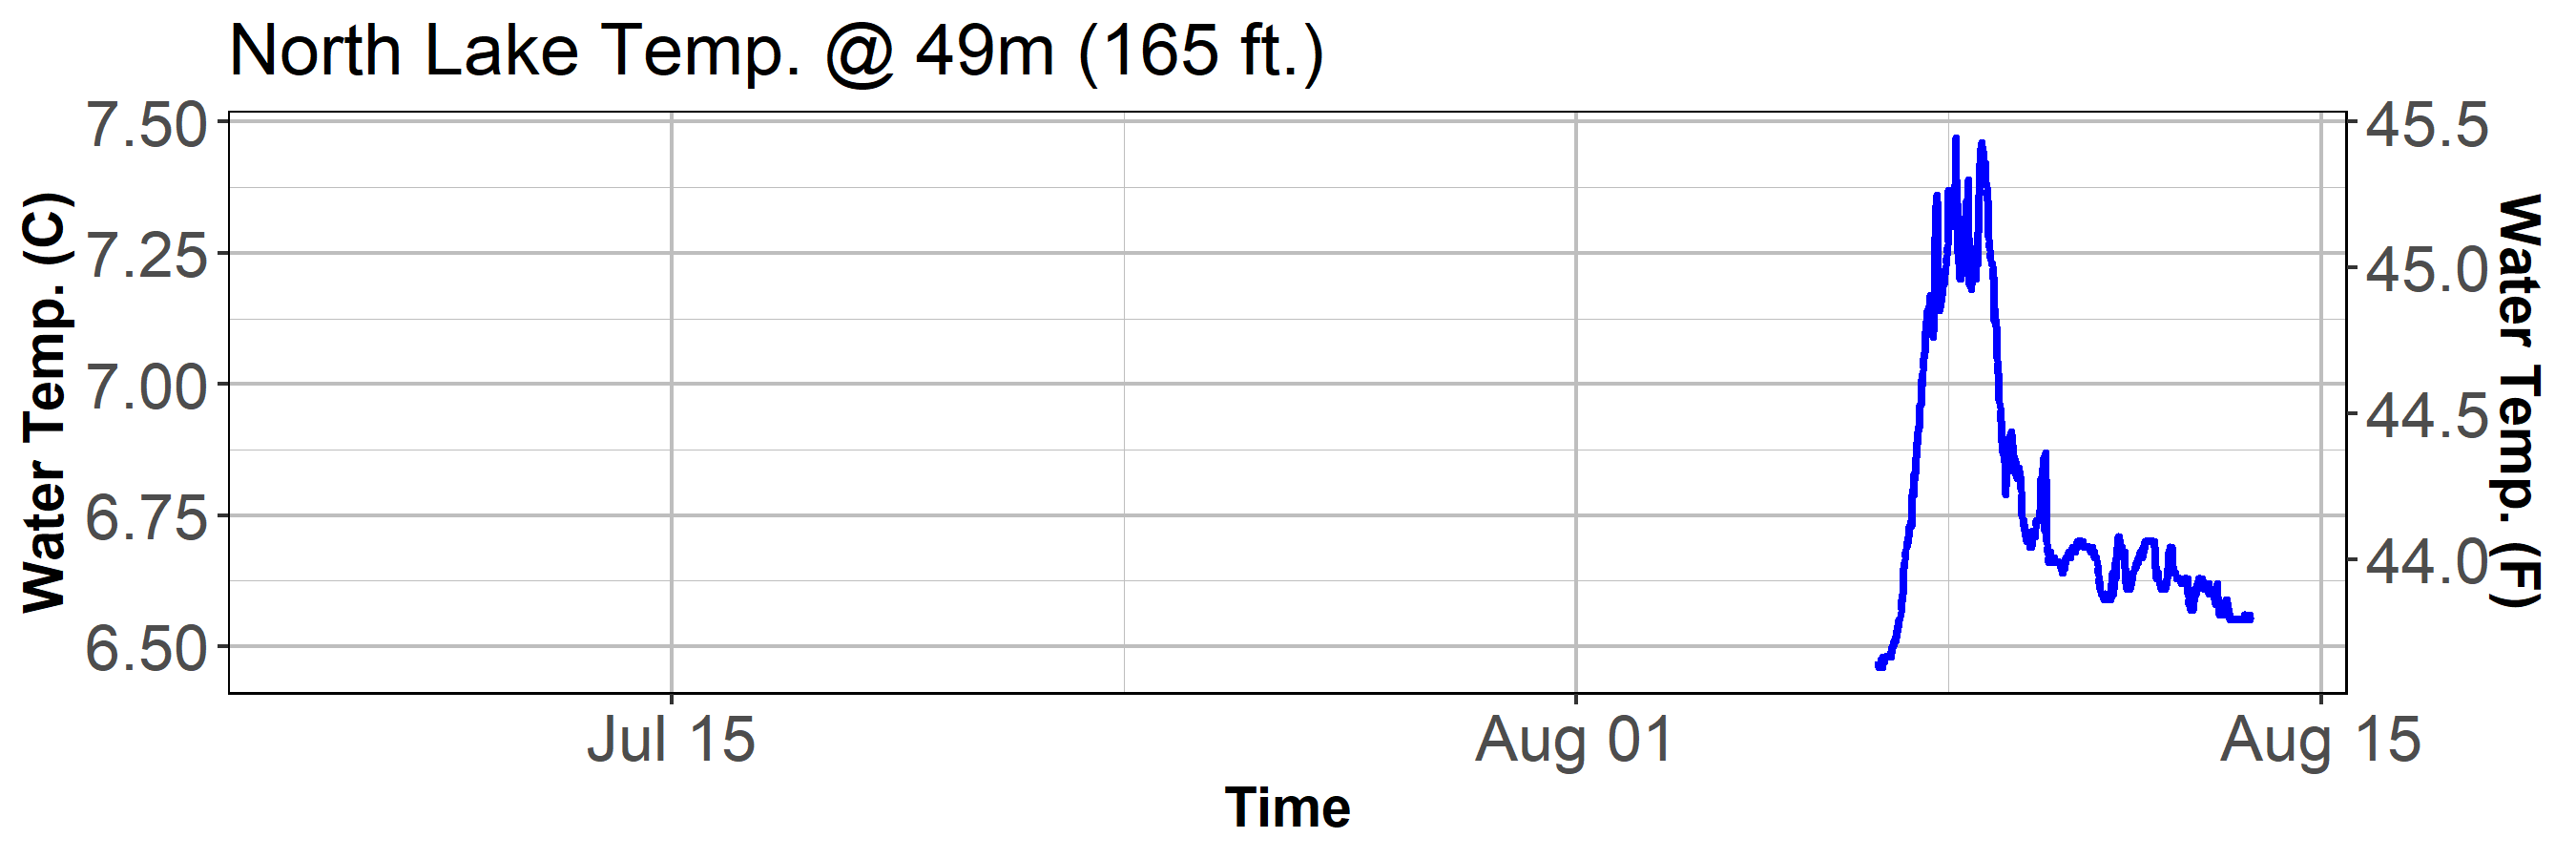 North Lake Temp. @ 49m (165 ft.)
Water Temp. (C)
7.50
7.25
7.00
6.75
6.50
45.5
45.0
44.5
44.0
Water Temp. (F)
Jul 15
Aug 01
Aug 15
Time